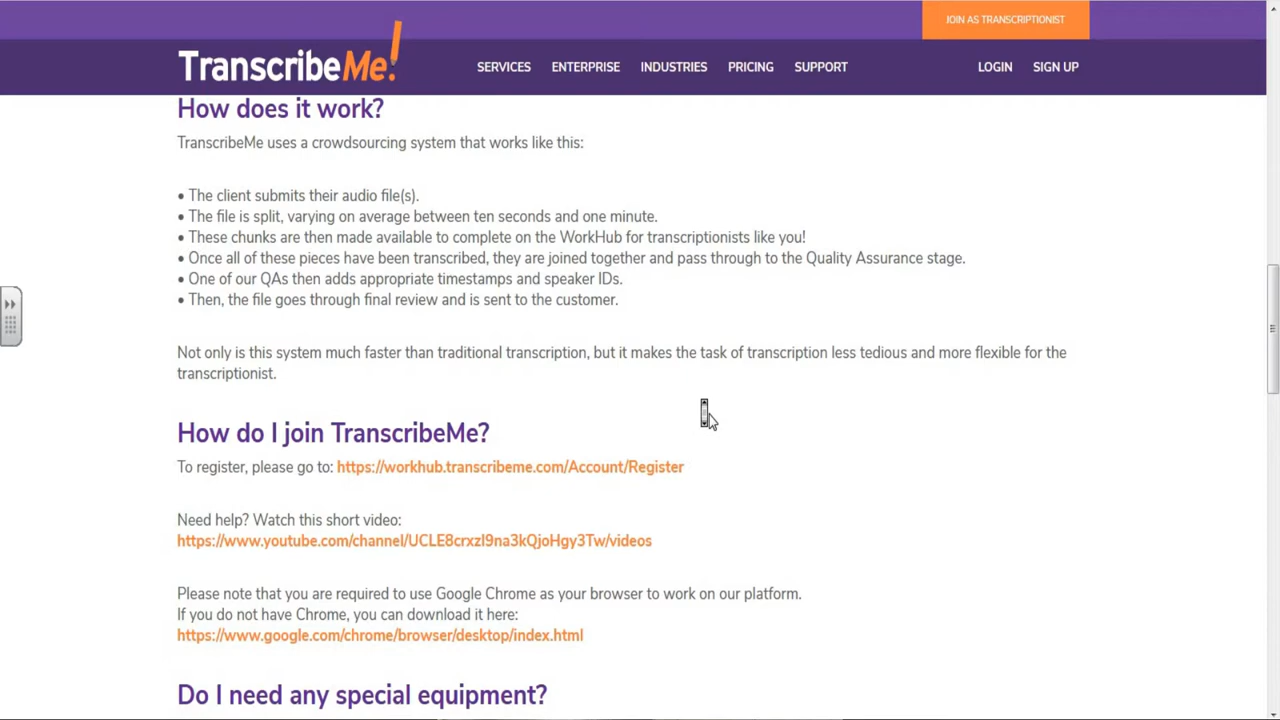 JOIN AS TRANSCRIPTIONIST
TranscribeMe!
SERVICES ENTERPRISE INDUSTRIES PRICING SUPPORT LOGIN SIGN UP
How does it work?
TranscribeMe uses a crowdsourcing system that works like this:
• The client submits their audio file(s).
• The file is split, varying on average between ten seconds and one minute.
• These chunks are then made available to complete on the WorkHub for transcriptionists like you!
• Once all of these pieces have been transcribed, they are joined together and pass through to the Quality Assurance stage.
• One of our QAs then adds appropriate timestamps and speaker IDs.
• Then, the file goes through final review and is sent to the customer.
Not only is this system much faster than traditional transcription, but it makes the task of transcription less tedious and more flexible for the
transcriptionist.
How do I join TranscribeMe?
To register, please go to: https://workhub.transcribeme.com/Account/Register
Need help? Watch this short video:
https://www.youtube.com/channel/UCLE8crxzI9na3kQjoHgy3Tw/videos
Please note that you are required to use Google Chrome as your browser to work on our platform.
If you do not have Chrome, you can download it here:
https://www.google.com/chrome/browser/desktop/index.html
Do I need any special equipment?